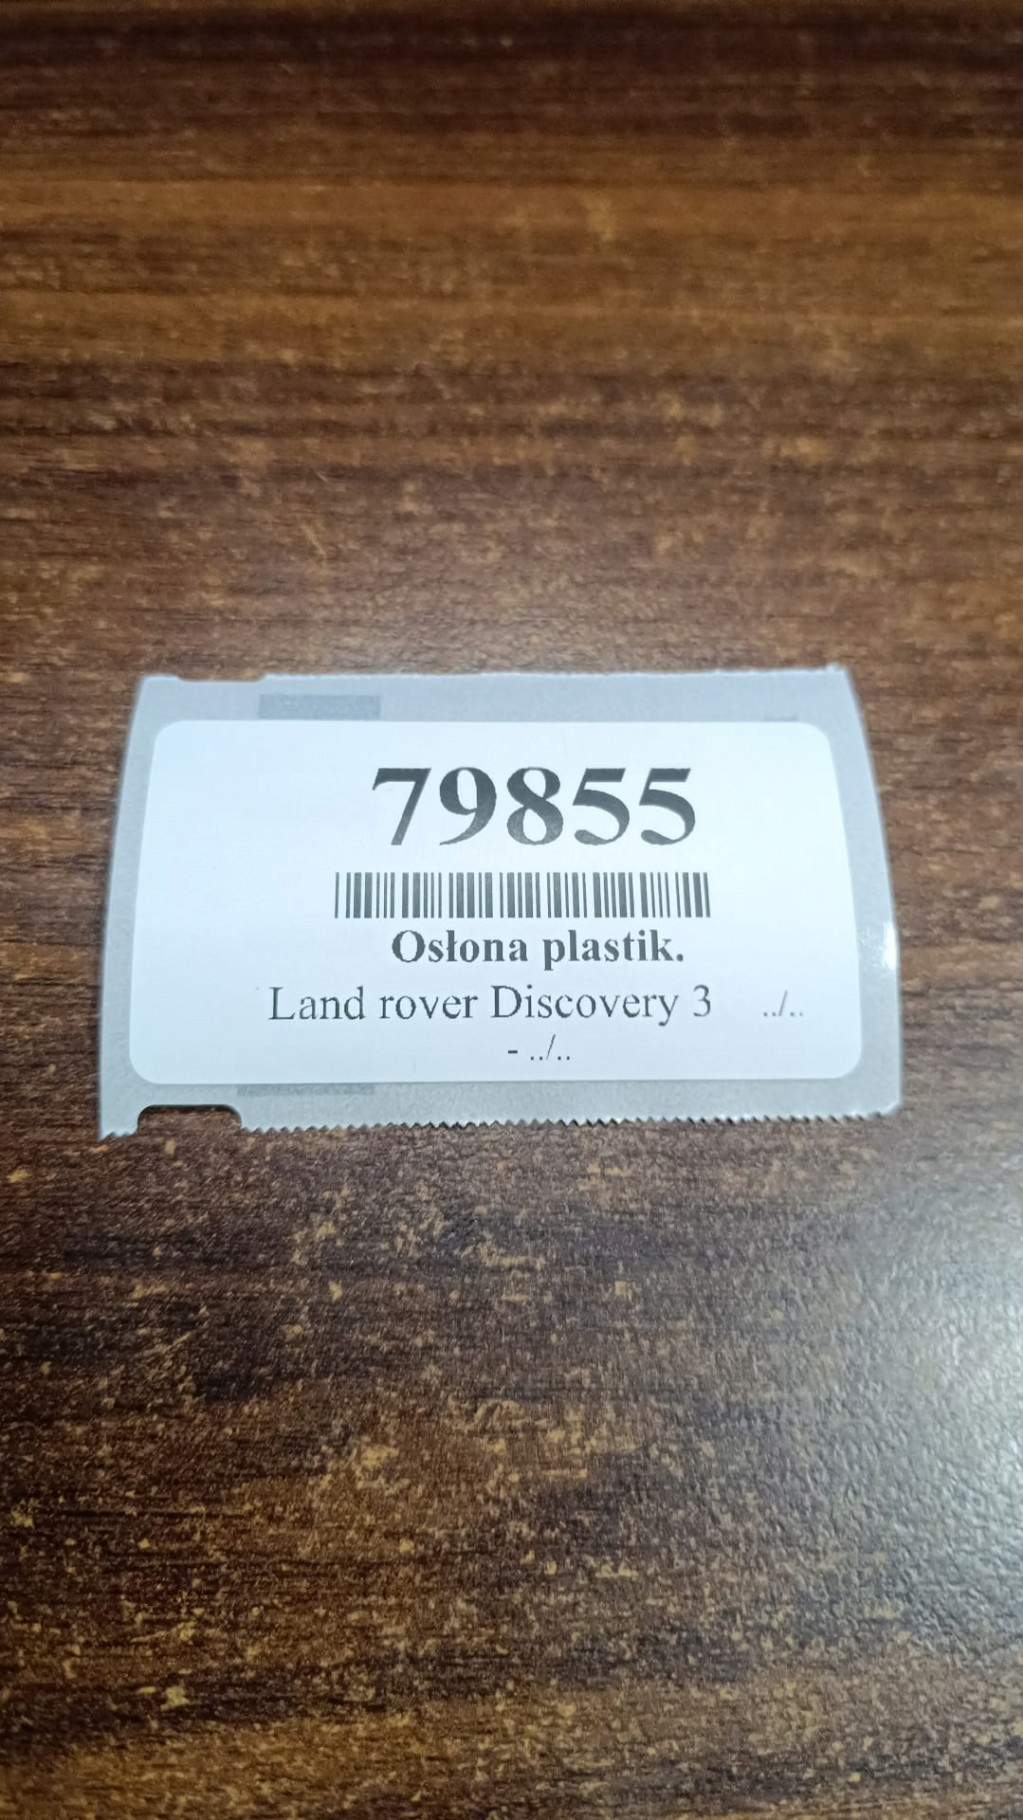 79855
Osłona plastik.
Land rover Discovery 3 ../..
- ../..